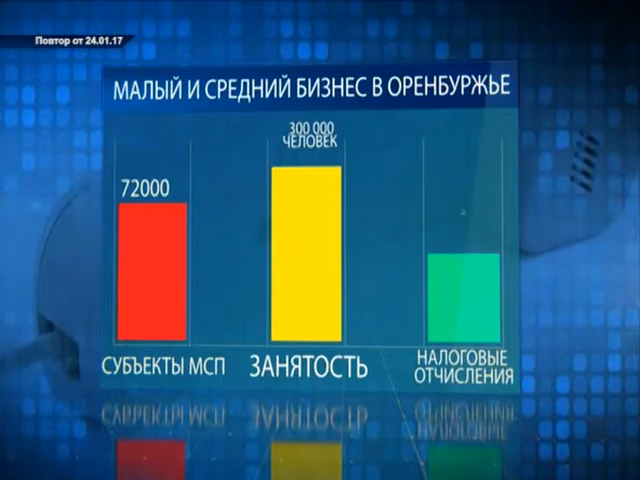 Повтор от 24.01.17
МАЛЫЙ И СРЕДНИЙ БИЗНЕС В ОРЕНБУРЖЬЕ
300 000
ЧЕЛОВЕК
72000
СУБЪЕКТЫ МСП
ЗАНЯТОСТЬ
НАЛОГОВЫЕ
ОТЧИСЛЕНИЯ